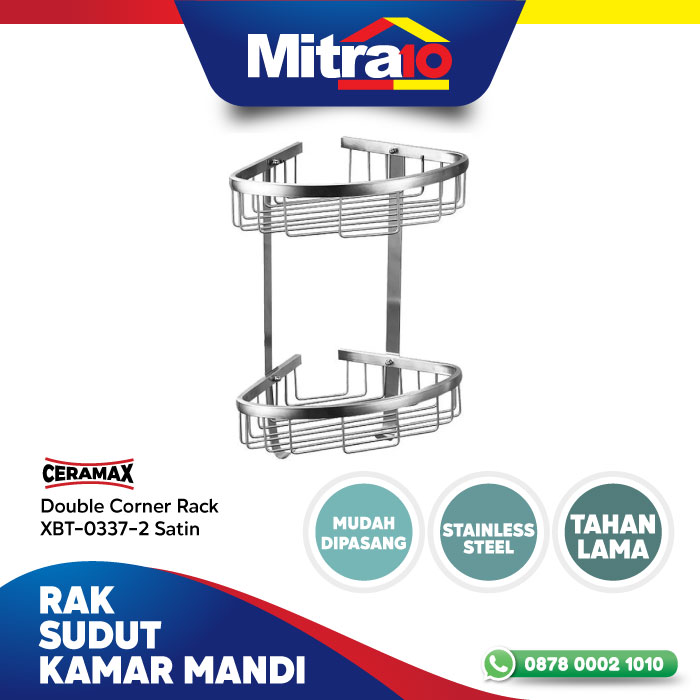 Mitra10
CERAMAX
Double Corner Rack
XBT-0337-2 Satin
MUDAH
DIPASANG
STAINLESS
STEEL
TAHAN
LAMA
RAK
SUDUT
KAMAR MANDI
0878 0002 1010